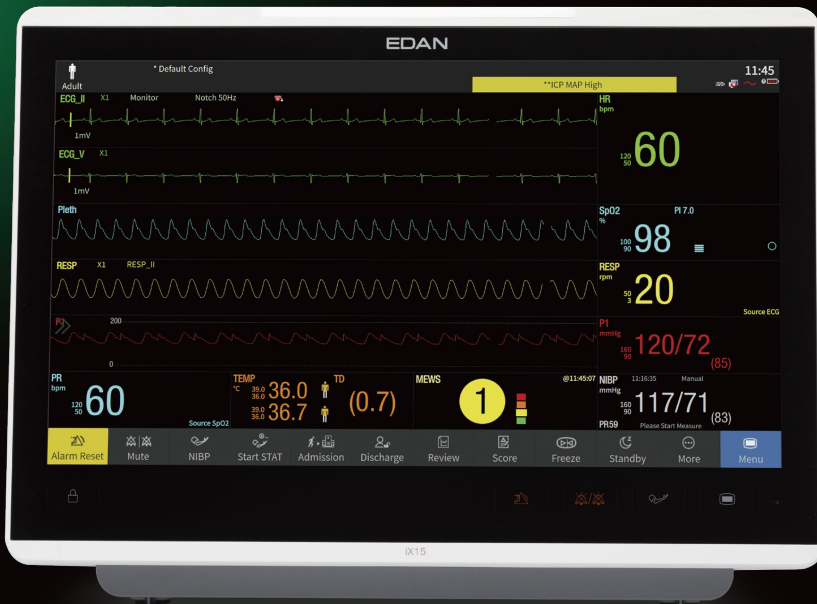 EDAN
Adult
* Default Config
**ICP MAP High
11:45
ECG_II X1 Monitor Notch 50Hz
1mV
HR
bpm
120
50
60
ECG_V X1
1mV
Pleth
SpO2 PI 7.0
%
100
90
98
RESP X1 RESP_II
RESP
rpm
50
3
20
Source ECG
P1
200
0
P1
mmHg
160
90
120/72
(85)
PR
bpm
120
50
60
Source SpO2
TEMP
°C
39.0
36.0
36.0
39.0
36.0
36.7
TD
(0.7)
MEWS @11:45:07
1
NIBP 11:16:35 Manual
mmHg
160
90
117/71
(83)
PR59 Please Start Measure
Alarm Reset Mute NIBP Start STAT Admission Discharge Review Score Freeze Standby More Menu
iX15